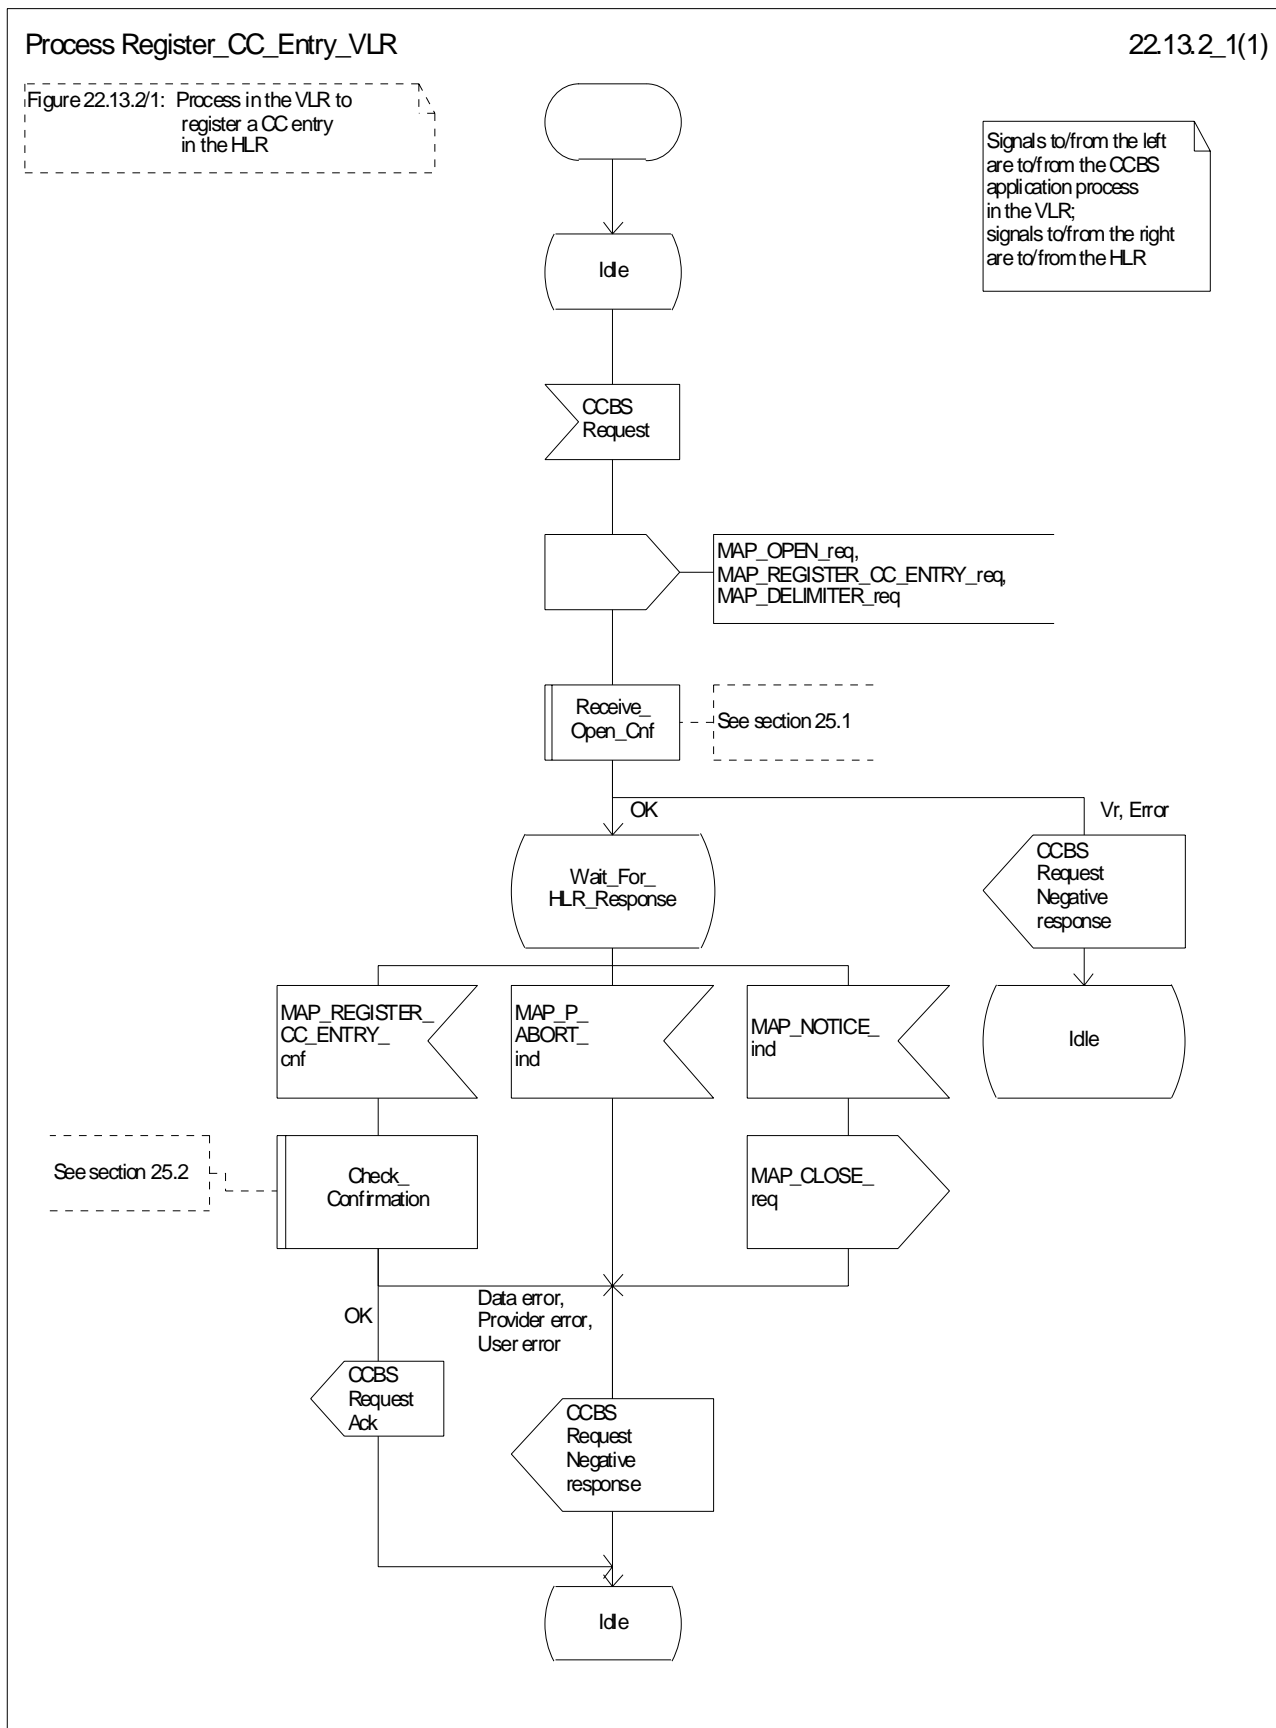 Process Register_CC_Entry_VLR
22.13.2_1(1)
Figure 22.13.2/1: Process in the VLR to
register a CC entry
in the HLR
Signals to/from the left
are to/from the CCBS
application process
in the VLR;
signals to/from the right
are to/from the HLR
Idle
CCBS
Request
MAP_OPEN_req,
MAP_REGISTER_CC_ENTRY_req,
MAP_DELIMITER_req
Receive_
Open_Cnf
See section 25.1
OK
Vr, Error
Wait_For_
HLR_Response
CCBS
Request
Negative
response
MAP_REGISTER_
CC_ENTRY_
cnf
MAP_P_
ABORT_
ind
MAP_NOTICE_
ind
Idle
See section 25.2
Check_
Confirmation
MAP_CLOSE_
req
OK
Data error,
Provider error,
User error
CCBS
Request
Ack
CCBS
Request
Negative
response
Idle